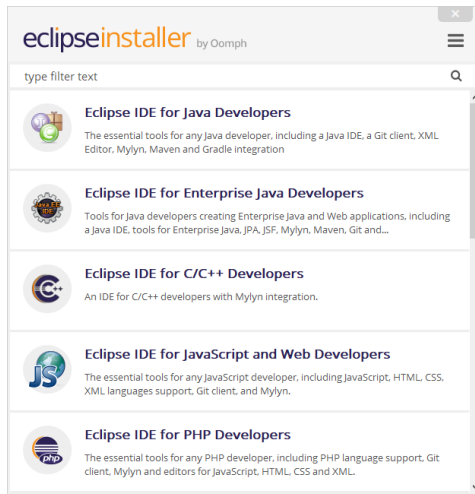 eclipseinstaller by Oomph
type filter text
Eclipse IDE for Java Developers
The essential tools for any Java developer, including a Java IDE, a Git client, XML
Editor, Mylyn, Maven and Gradle integration
JAVA EE
IDE
Eclipse IDE for Enterprise Java Developers
Tools for Java developers creating Enterprise Java and Web applications, including
a Java IDE, tools for Enterprise Java, JPA, JSF, Mylyn, Maven, Git and...
C++
Eclipse IDE for C/C++ Developers
An IDE for C/C++ developers with Mylyn integration.
JS
Eclipse IDE for JavaScript and Web Developers
The essential tools for any JavaScript developer, including JavaScript, HTML, CSS,
XML languages support, Git client, and Mylyn.
php
Eclipse IDE for PHP Developers
The essential tools for any PHP developer, including PHP language support, Git
client, Mylyn and editors for JavaScript, HTML, CSS and XML.